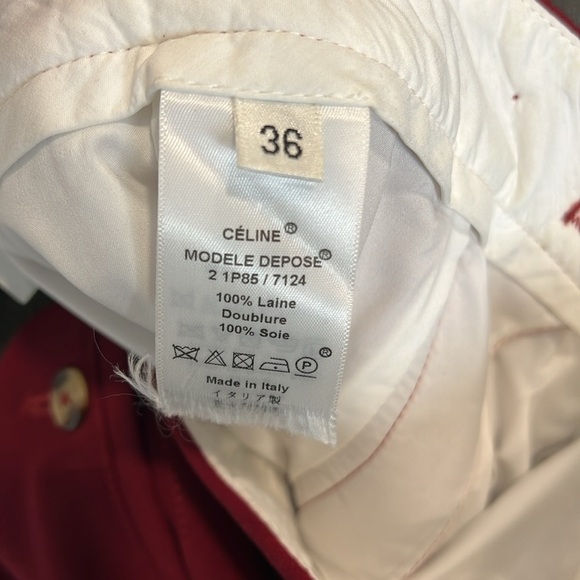 36
CÉLINE®
MODELE DEPOSE®
2 1P85 / 7124
100% Laine
Doublure
100% Soie
P ®
Made in Italy
イタリア製